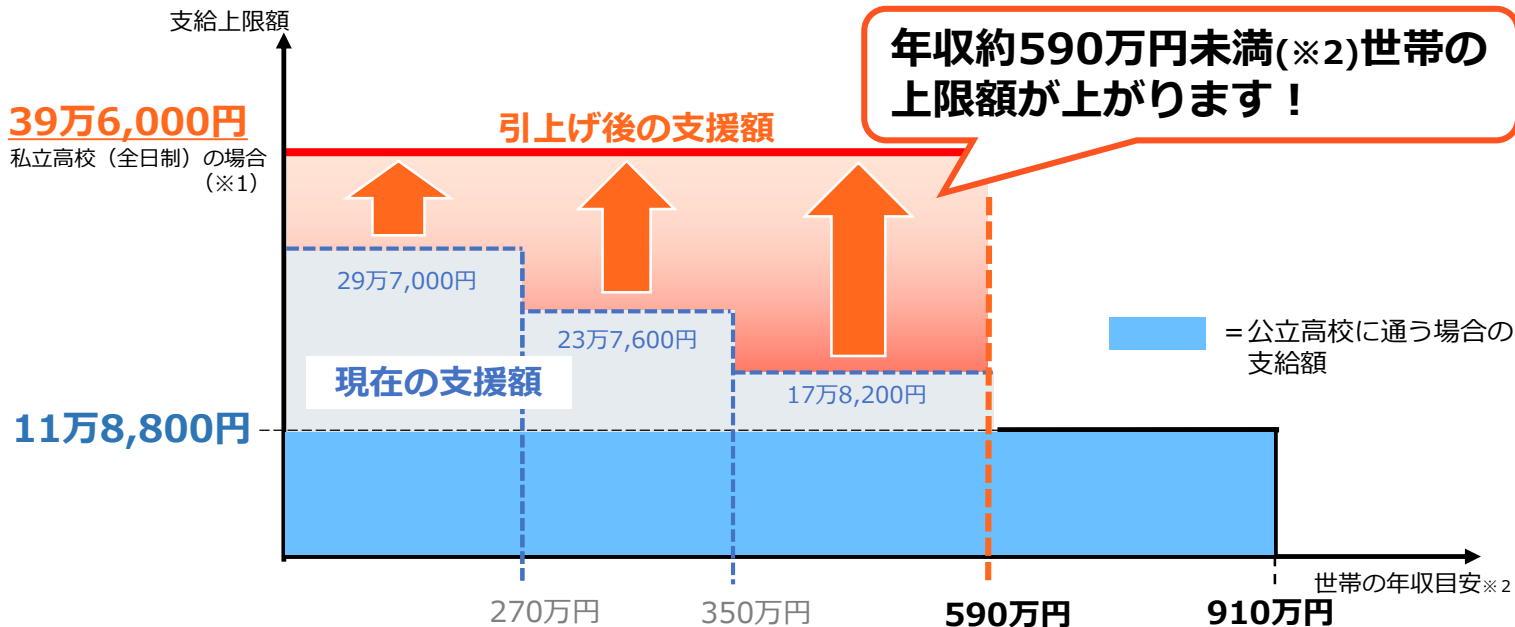 支給上限額
年収約590万円未満(※2)世帯の
上限額が上がります！
39万6,000円
私立高校（全日制）の場合
（※1）
引上げ後の支援額
29万7,000円
23万7,600円
17万8,200円
現在の支援額
＝公立高校に通う場合の
支給額
11万8,800円
世帯の年収目安※2
270万円
350万円
590万円
910万円